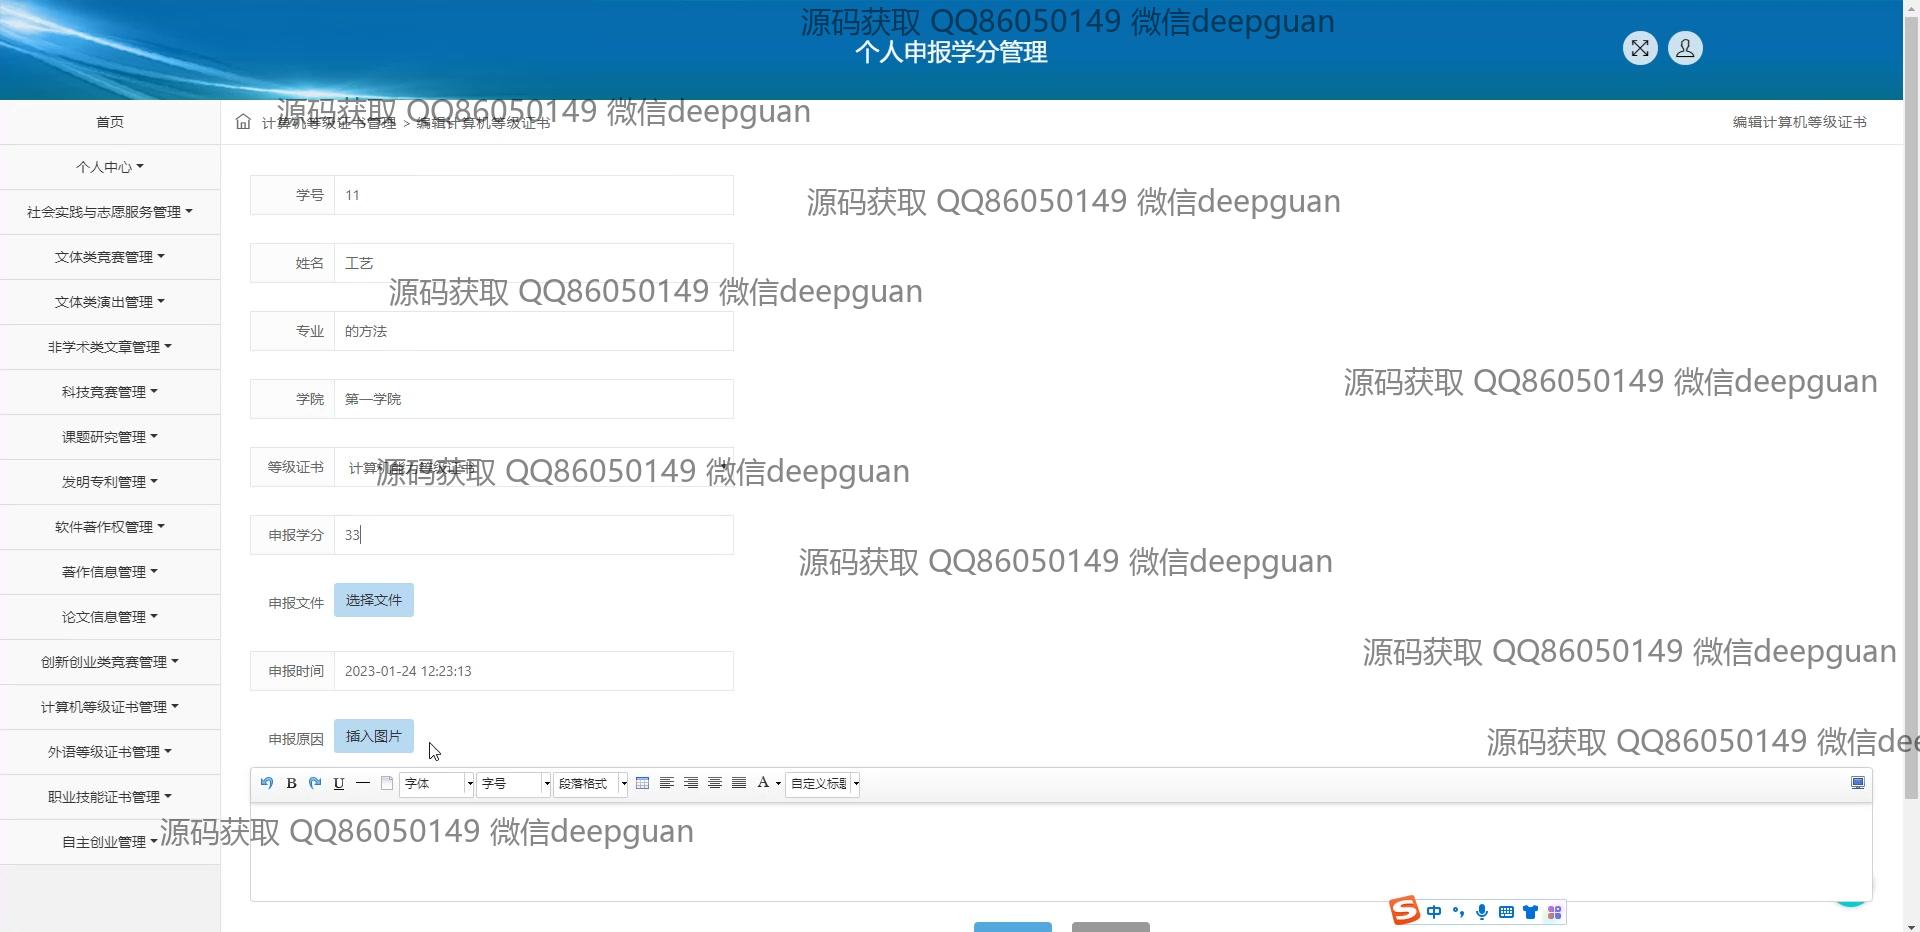 源码获取 QQ86050149 微信deepguan
个人申报学分管理
源码获取 QQ86050149 微信deepguan
首页
计算机等级证书管理 > 编辑计算机等级证书
编辑计算机等级证书
个人中心
学号 11
源码获取 QQ86050149 微信deepguan
社会实践与志愿服务管理
文体类竞赛管理
姓名 工艺
源码获取 QQ86050149 微信deepguan
文体类演出管理
专业 的方法
非学术类文章管理
源码获取 QQ86050149 微信deepguan
科技竞赛管理
学院 第一学院
课题研究管理
等级证书 计算机能力等级证书
源码获取 QQ86050149 微信deepguan
发明专利管理
软件著作权管理
申报学分 33
源码获取 QQ86050149 微信deepguan
著作信息管理
申报文件 选择文件
论文信息管理
源码获取 QQ86050149 微信deepguan
创新创业类竞赛管理
申报时间 2023-01-24 12:23:13
计算机等级证书管理
申报原因 插入图片
源码获取 QQ86050149 微信dee
外语等级证书管理
B U 字体 字号 段落格式 A 自定义标题
职业技能证书管理
源码获取 QQ86050149 微信deepguan
自主创业管理
S 中